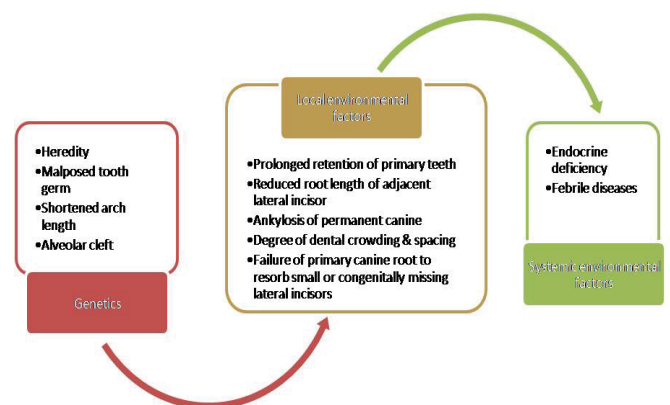 •Heredity
•Malposed tooth
germ
•Shortened arch
length
•Alveolar cleft
Genetics
Local environmental
factors
•Prolonged retention of primary teeth
•Reduced root length of adjacent
lateral incisor
•Ankylosis of permanent canine
•Degree of dental crowding & spacing
•Failure of primary canine root to
resorb small or congenitally missing
lateral incisors
•Endocrine
deficiency
•Febrile diseases
Systemic environmental
factors